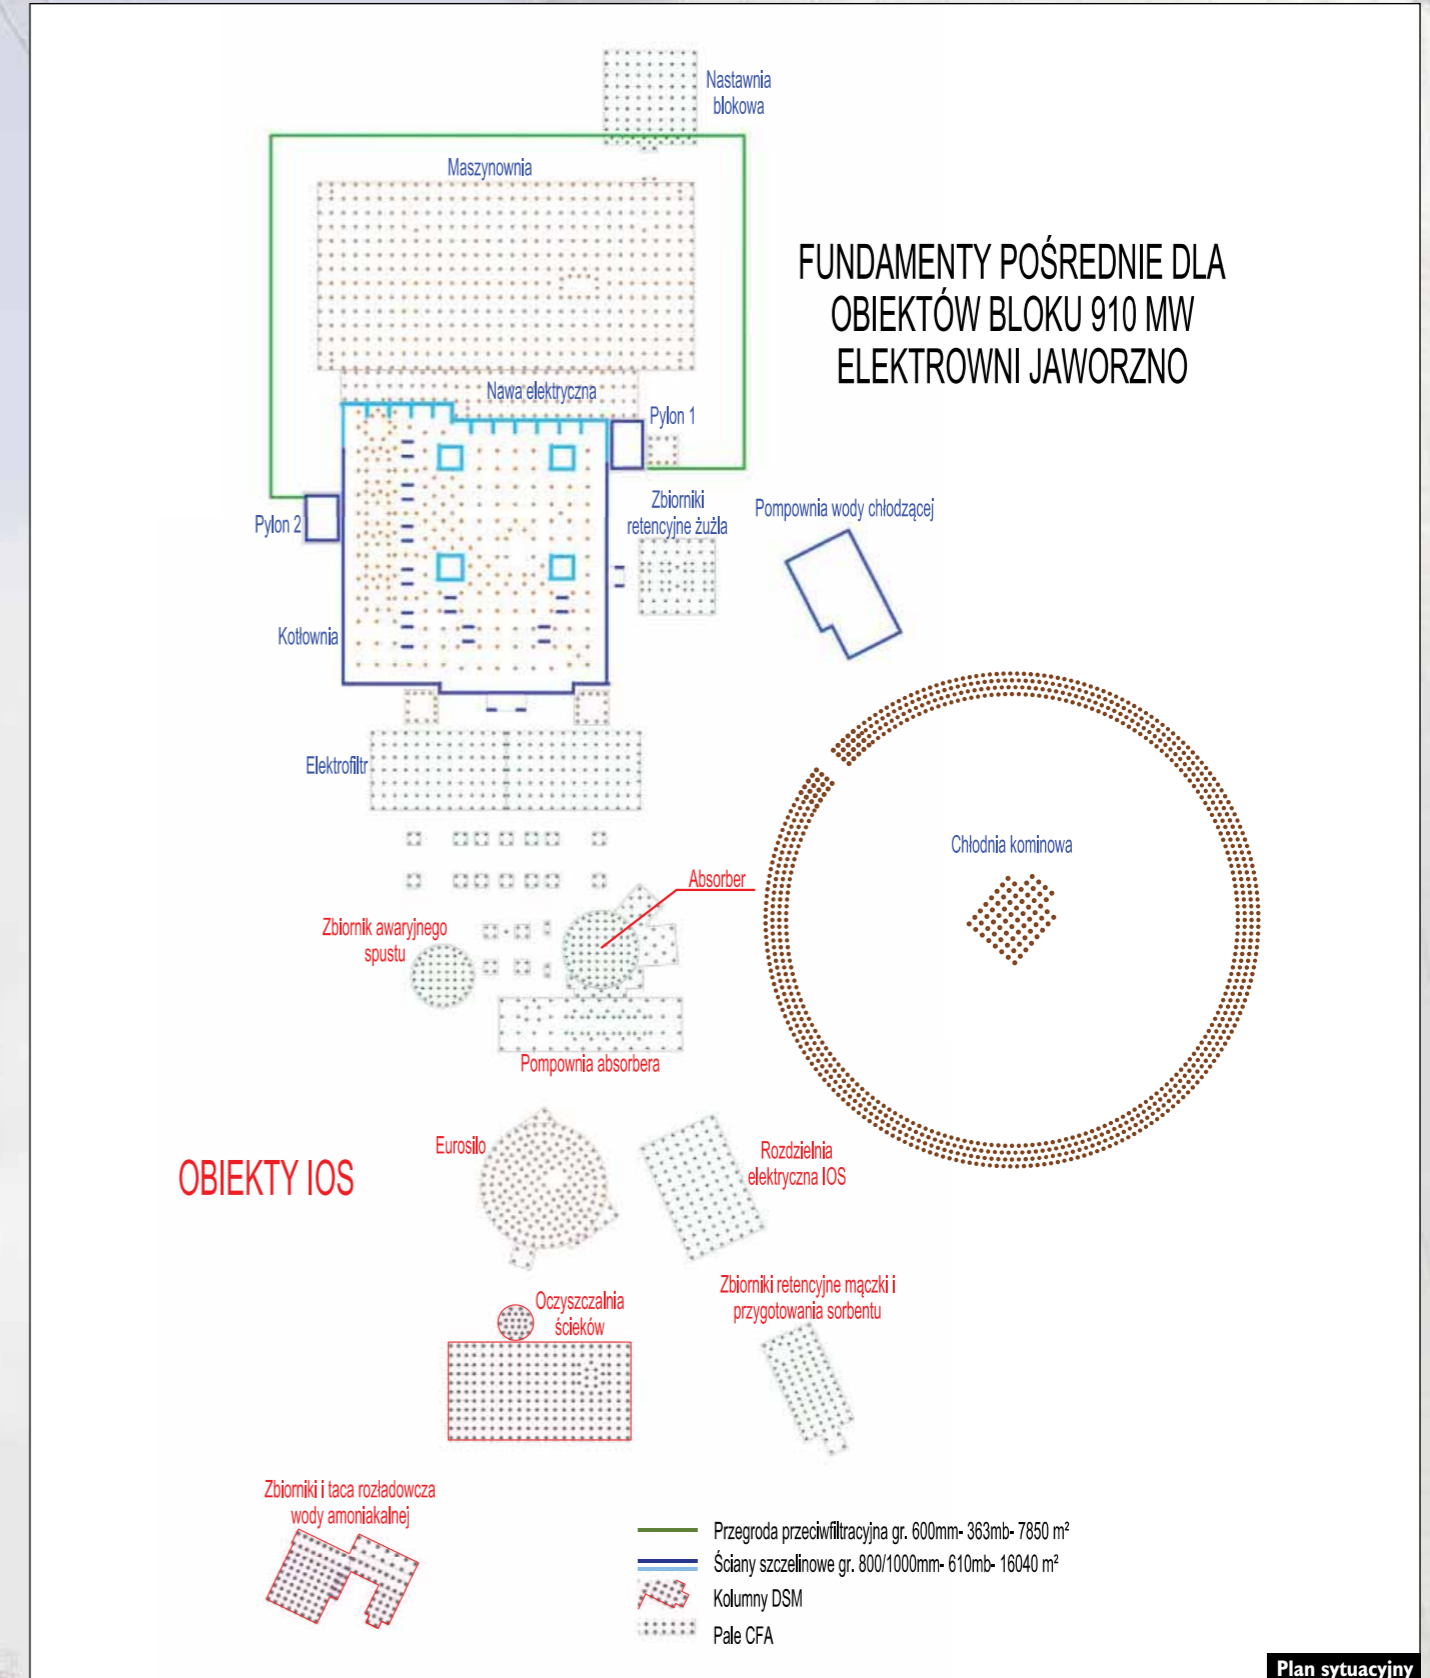 Nastawnia
blokowa
Maszynownia
FUNDAMENTY POŚREDNIE DLA
OBIEKTÓW BLOKU 910 MW
ELEKTROWNI JAWORZNO
Nawa elektryczna
Pylon 1
Zbiorniki
retencyjne żużla
Pompownia wody chłodzącej
Pylon 2
Kotłownia
Elektrofiltr
Chłodnia kominowa
Absorber
Zbiornik awaryjnego
spustu
Pompownia absorbera
Eurosilo
OBIEKTY IOS
Rozdzielnia
elektryczna IOS
Zbiorniki retencyjne mączki i
przygotowania sorbentu
Oczyszczalnia
ścieków
Zbiorniki i taca rozładowcza
wody amoniakalnej
Przegroda przeciwfiltracyjna gr. 600mm- 363mb- 7850 m²
Ściany szczelinowe gr. 800/1000mm- 610mb- 16040 m²
Kolumny DSM
Pale CFA
Plan sytuacyjny